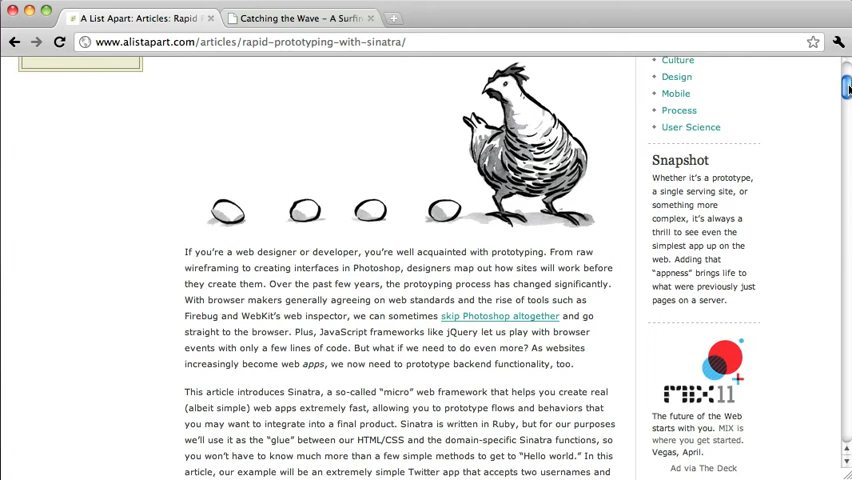 A List Apart: Articles: Rapid
Catching the Wave – A Surfin
www.alistapart.com/articles/rapid-prototyping-with-sinatra/
Culture
Design
Mobile
Process
User Science
Snapshot
Whether it’s a prototype,
a single serving site, or
something more
complex, it’s always a
thrill to see even the
simplest app up on the
web. Adding that
“appness” brings life to
what were previously just
pages on a server.
If you’re a web designer or developer, you’re well acquainted with prototyping. From raw
wireframing to creating interfaces in Photoshop, designers map out how sites will work before
they create them. Over the past few years, the protoyping process has changed significantly.
With browser makers generally agreeing on web standards and the rise of tools such as
Firebug and WebKit’s web inspector, we can sometimes skip Photoshop altogether and go
straight to the browser. Plus, JavaScript frameworks like jQuery let us play with browser
events with only a few lines of code. But what if we need to do even more? As websites
increasingly become web apps, we now need to prototype backend functionality, too.
This article introduces Sinatra, a so-called “micro” web framework that helps you create real
(albeit simple) web apps extremely fast, allowing you to prototype flows and behaviors that
you may want to integrate into a final product. Sinatra is written in Ruby, but for our purposes
we’ll use it as the “glue” between our HTML/CSS and the domain-specific Sinatra functions, so
you won’t have to know much more than a few simple methods to get to “Hello world.” In this
article, our example will be an extremely simple Twitter app that accepts two usernames and
MIX11
The future of the Web
starts with you. MIX is
where you get started.
Vegas, April.
Ad via The Deck